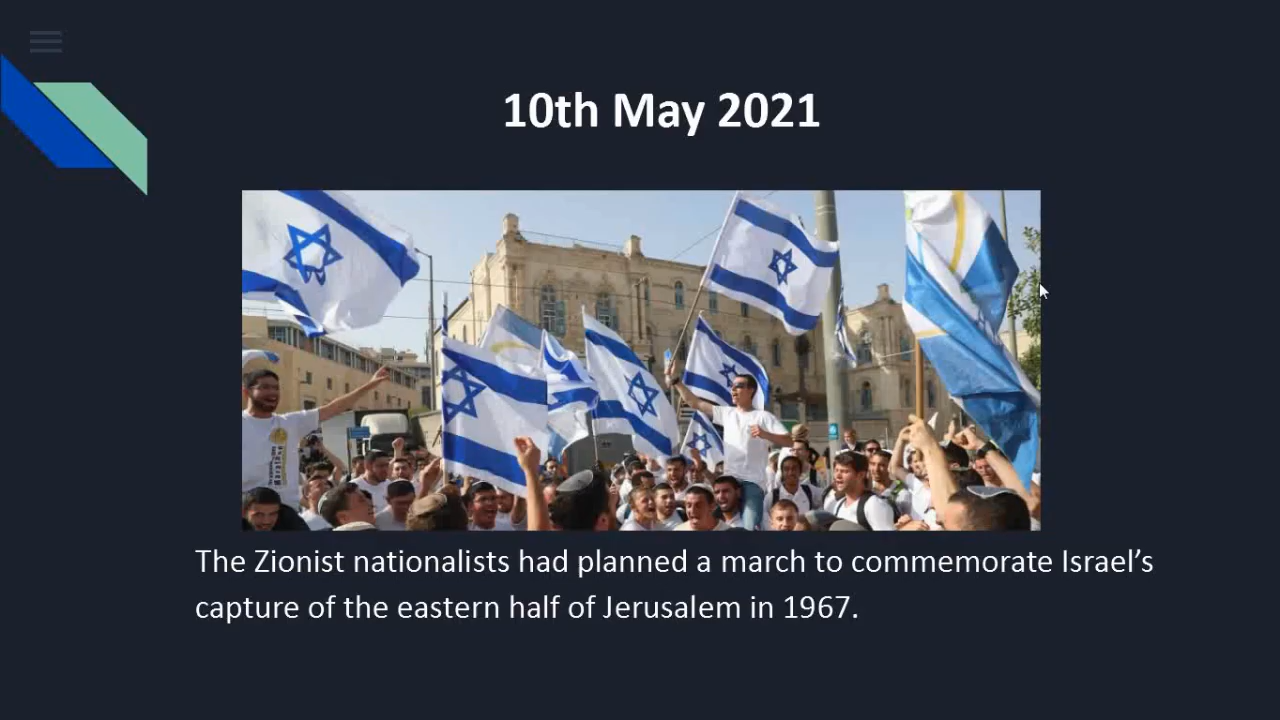 10th May 2021
The Zionist nationalists had planned a march to commemorate Israel’s
capture of the eastern half of Jerusalem in 1967.